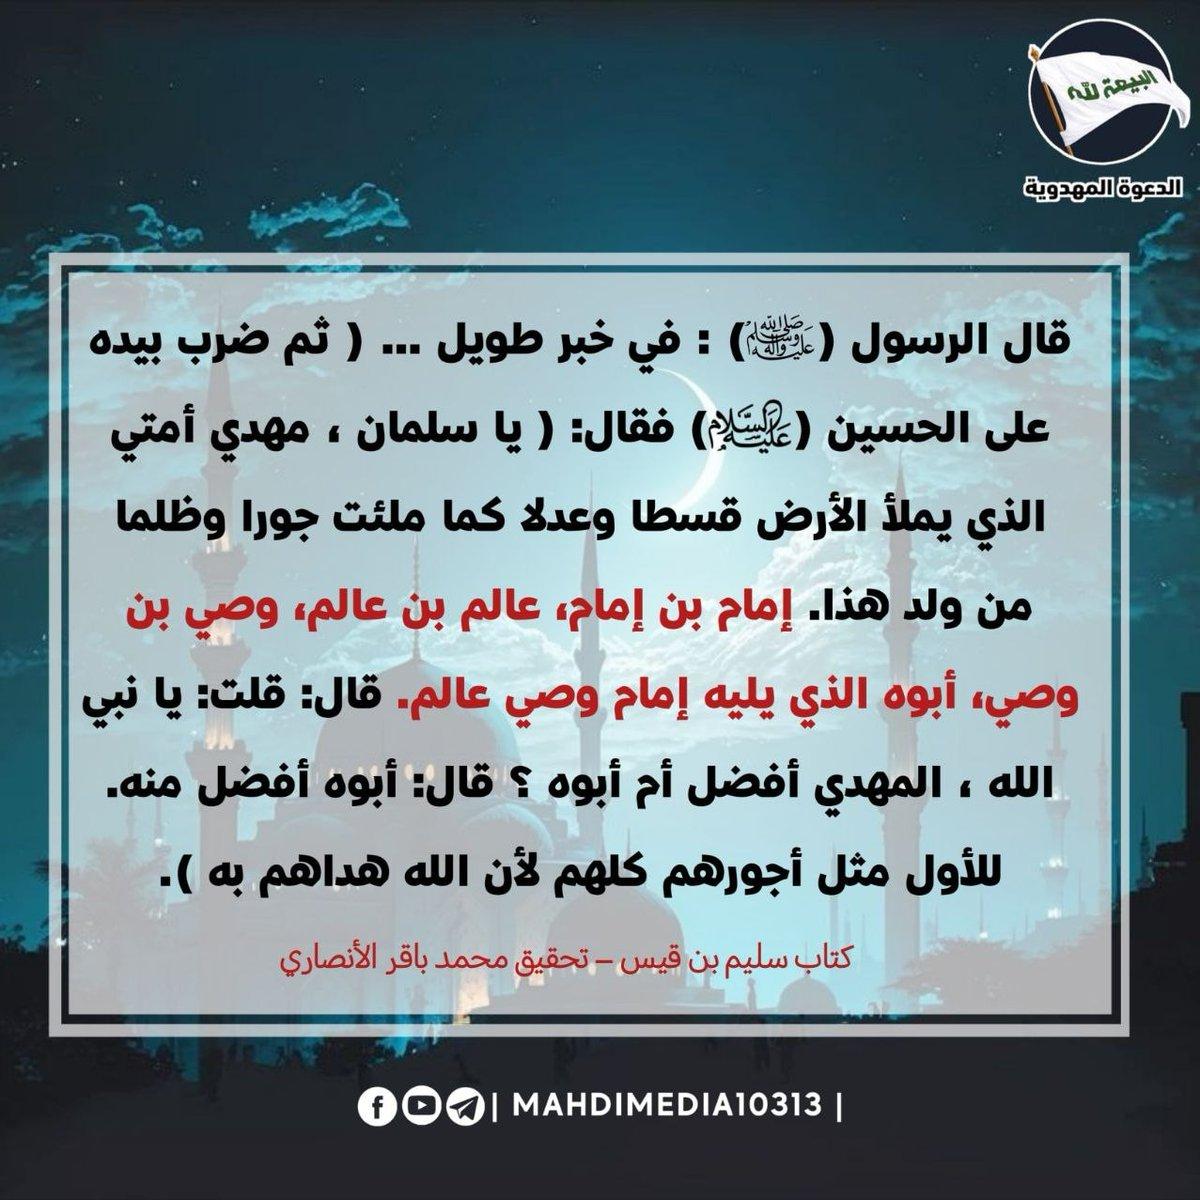 البيعة لله
الدعوة المهدوية
قال الرسول (ﷺ) : في خبر طويل ... ( ثم ضرب بيده
على الحسين (عليه السلام) فقال: ( يا سلمان ، مهدي أمتي
الذي يملأ الأرض قسطا وعدلا كما ملئت جورا وظلما
من ولد هذا. إمام بن إمام، عالم بن عالم، وصي بن
وصي، أبوه الذي يليه إمام وصي عالم. قال: قلت: يا نبي
الله ، المهدي أفضل أم أبوه ؟ قال: أبوه أفضل منه.
للأول مثل أجورهم كلهم لأن الله هداهم به ).
كتاب سليم بن قيس – تحقيق محمد باقر الأنصاري
| MAHDIMEDIA10313 |